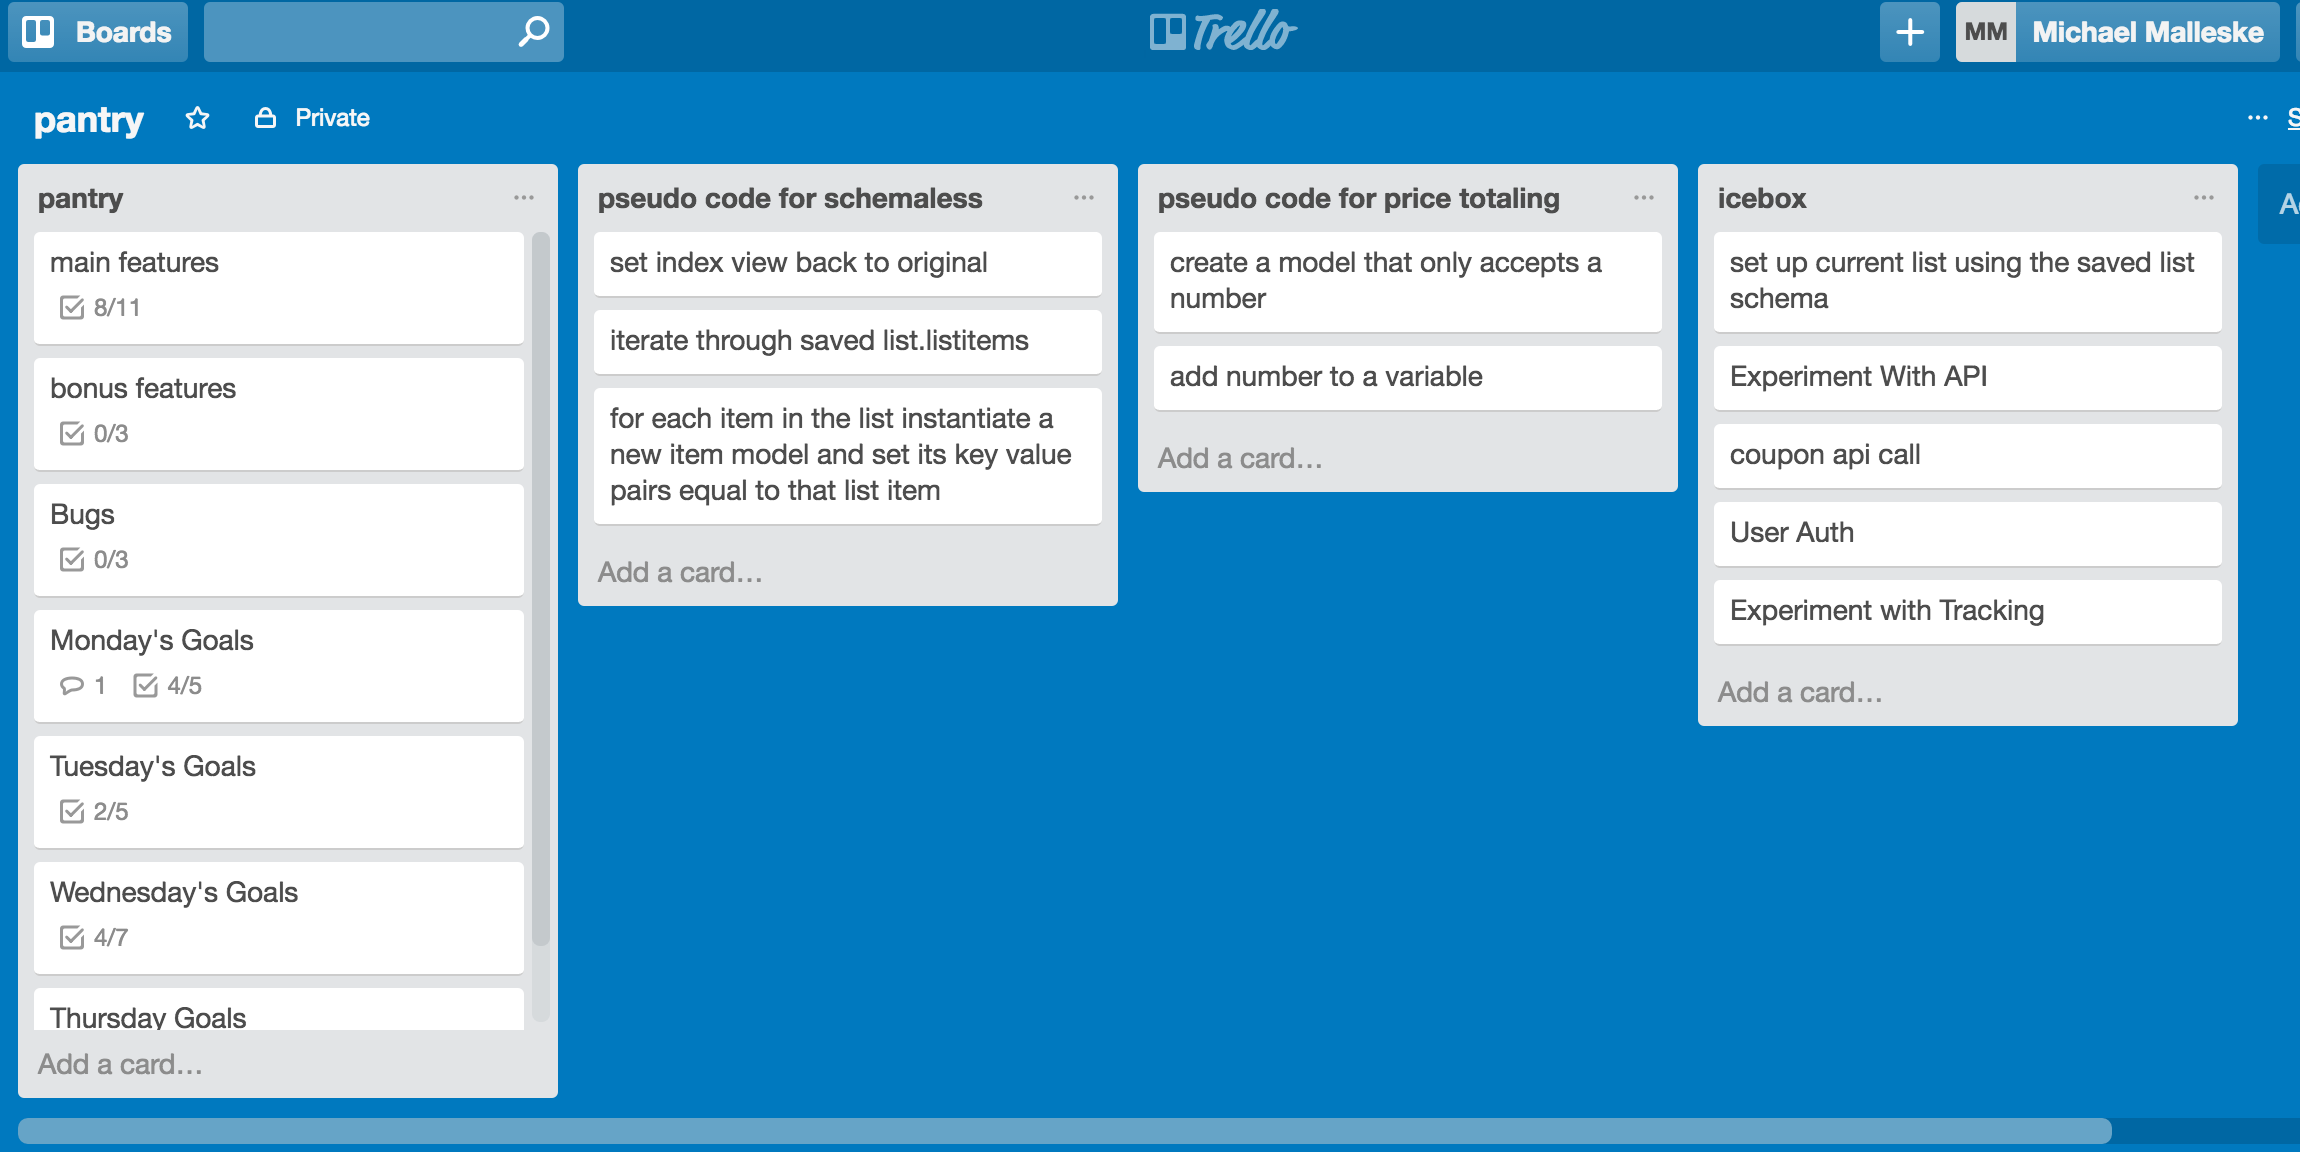 Boards
Trello
MM
Michael Malleske
pantry
Private
pantry
main features
8/11
bonus features
0/3
Bugs
0/3
Monday's Goals
1
4/5
Tuesday's Goals
2/5
Wednesday's Goals
4/7
Thursday Goals
Add a card…
pseudo code for schemaless
set index view back to original
iterate through saved list.listitems
for each item in the list instantiate a
new item model and set its key value
pairs equal to that list item
Add a card…
pseudo code for price totaling
create a model that only accepts a
number
add number to a variable
Add a card…
icebox
set up current list using the saved list
schema
Experiment With API
coupon api call
User Auth
Experiment with Tracking
Add a card…